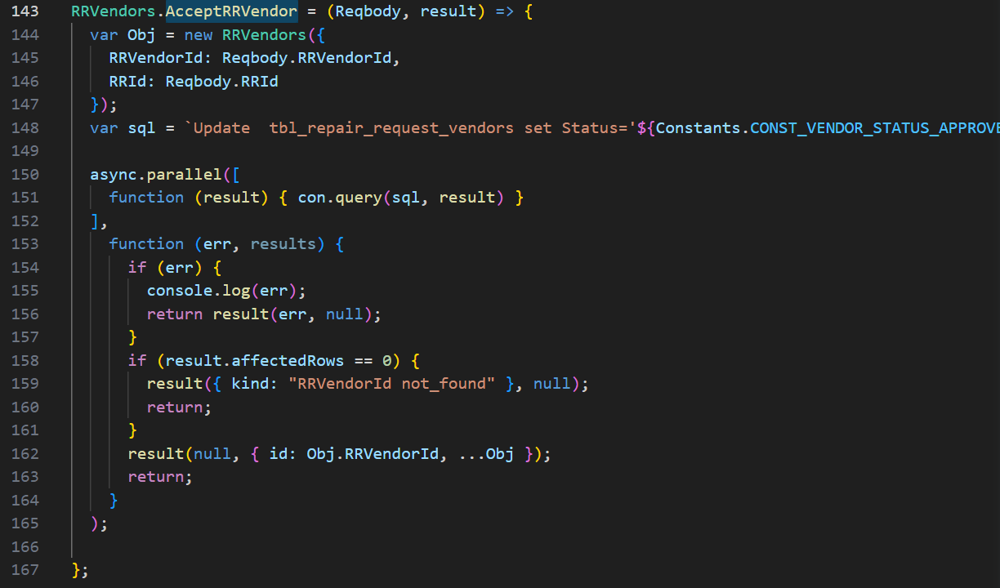 143 RRVendors.AcceptRRVendor = (Reqbody, result) => {
144   var Obj = new RRVendors({
145     RRVendorId: Reqbody.RRVendorId,
146     RRId: Reqbody.RRId
147   });
148   var sql = `Update  tbl_repair_request_vendors set Status='${Constants.CONST_VENDOR_STATUS_APPROVE
149
150   async.parallel([
151     function (result) { con.query(sql, result) }
152   ],
153     function (err, results) {
154       if (err) {
155         console.log(err);
156         return result(err, null);
157       }
158       if (result.affectedRows == 0) {
159         result({ kind: "RRVendorId not_found" }, null);
160         return;
161       }
162       result(null, { id: Obj.RRVendorId, ...Obj });
163       return;
164     }
165   );
166
167 };